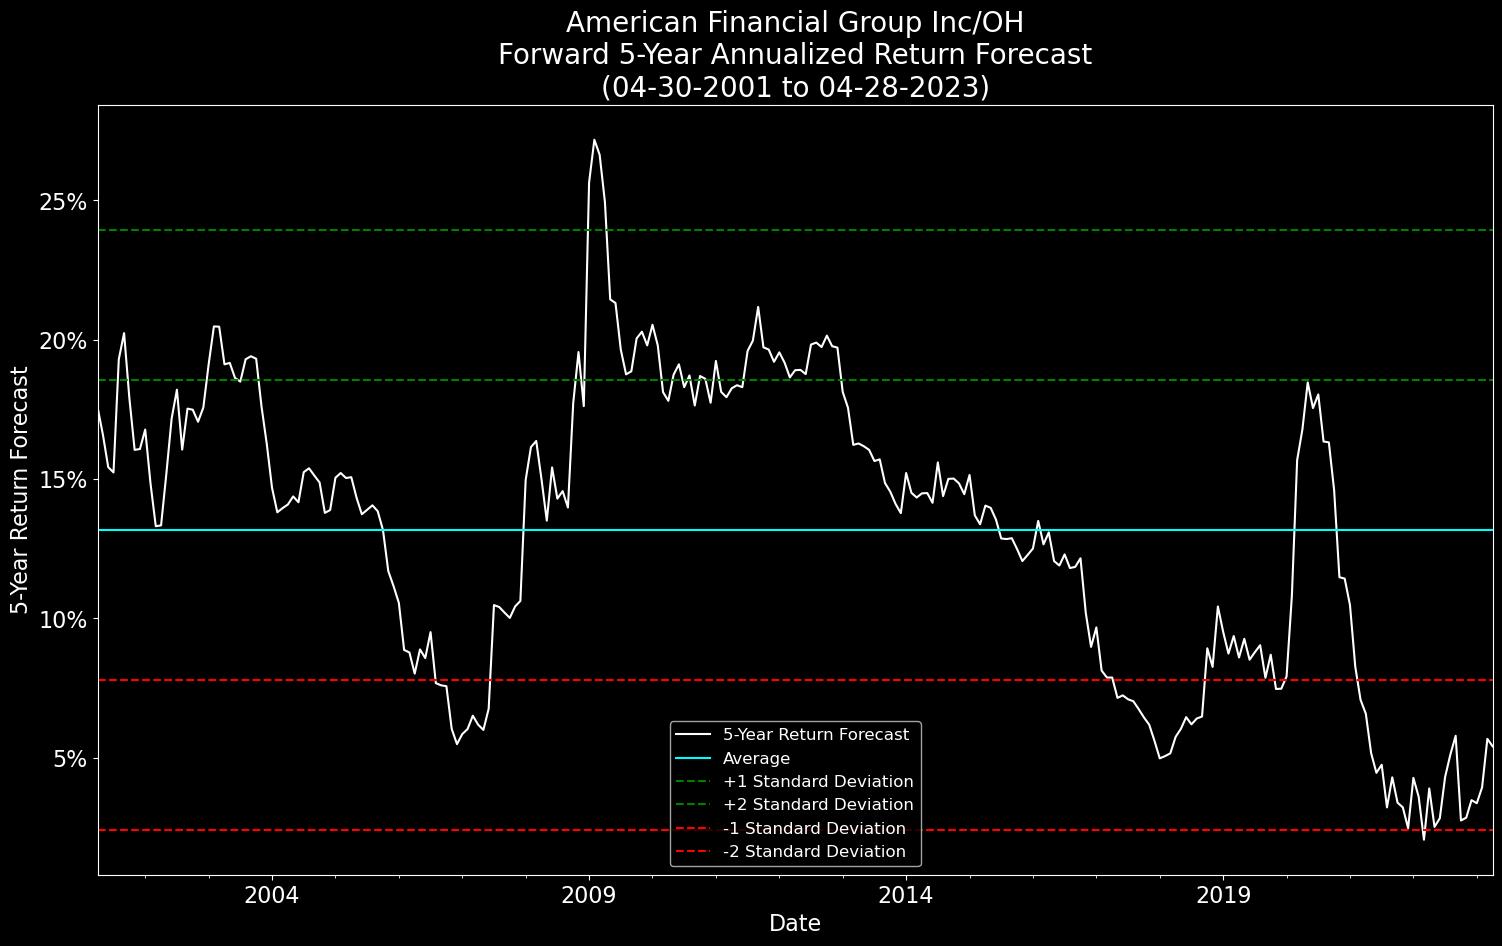 American Financial Group Inc/OH
Forward 5-Year Annualized Return Forecast
(04-30-2001 to 04-28-2023)
5-Year Return Forecast
25%
20%
15%
10%
5%
5-Year Return Forecast
Average
+1 Standard Deviation
+2 Standard Deviation
-1 Standard Deviation
-2 Standard Deviation
2004 2009 2014 2019
Date